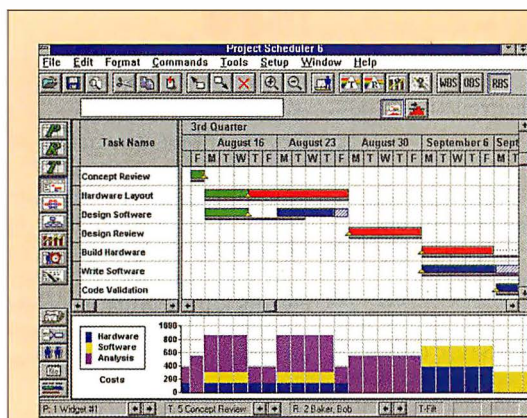 Project Scheduler 6
File Edit Format Commands Tools Setup Window Help
WBS OBS RBS
3rd Quarter
Task Name
August 16 August 23 August 30 September 6 Sept
F M T W T F M T W T F M T W T F M T W T F M T
Concept Review
Hardware Layout
Design Software
Design Review
Build Hardware
Write Software
Code Validation
Hardware
Software
Analysis
Costs
1000
800
600
400
200
0
P: 1 Widget #1 T: 5 Concept Review R: 2 Baker, Bob T-Fil